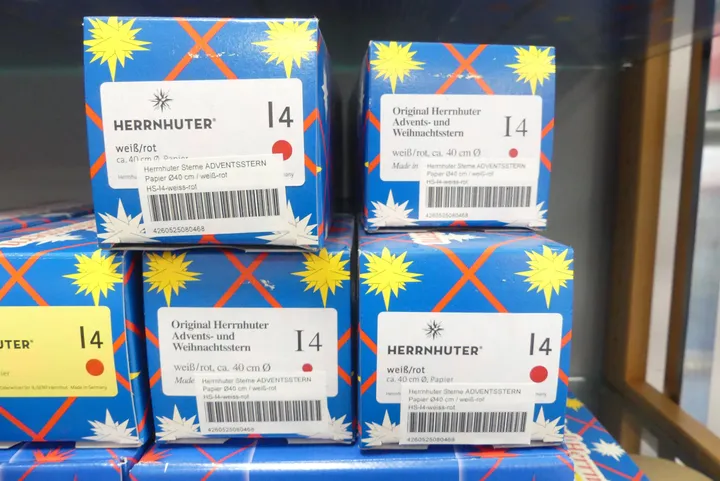 HERRNHUTER®
I4
weiß/rot
ca. 40 cm Ø, Papier
Herrnhuter Sterne ADVENTSSTERN
Papier Ø40 cm / weiß-rot
HS-I4-weiss-rot
4260525080468
Original Herrnhuter
Advents- und
Weihnachtsstern
I4
weiß/rot, ca. 40 cm Ø
Made in
Herrnhuter Sterne ADVENTSSTERN
Papier Ø40 cm / weiß-rot
HS-I4-weiss-rot
4260525080468
UTER®
I4
Original Herrnhuter
Advents- und
Weihnachtsstern
I4
weiß/rot, ca. 40 cm Ø
Made
Herrnhuter Sterne ADVENTSSTERN
Papier Ø40 cm / weiß-rot
HS-I4-weiss-rot
4260525080468
HERRNHUTER®
I4
weiß/rot
ca. 40 cm Ø, Papier
Herrnhuter Sterne ADVENTSSTERN
Papier Ø40 cm / weiß-rot
HS-I4-weiss-rot
4260525080468